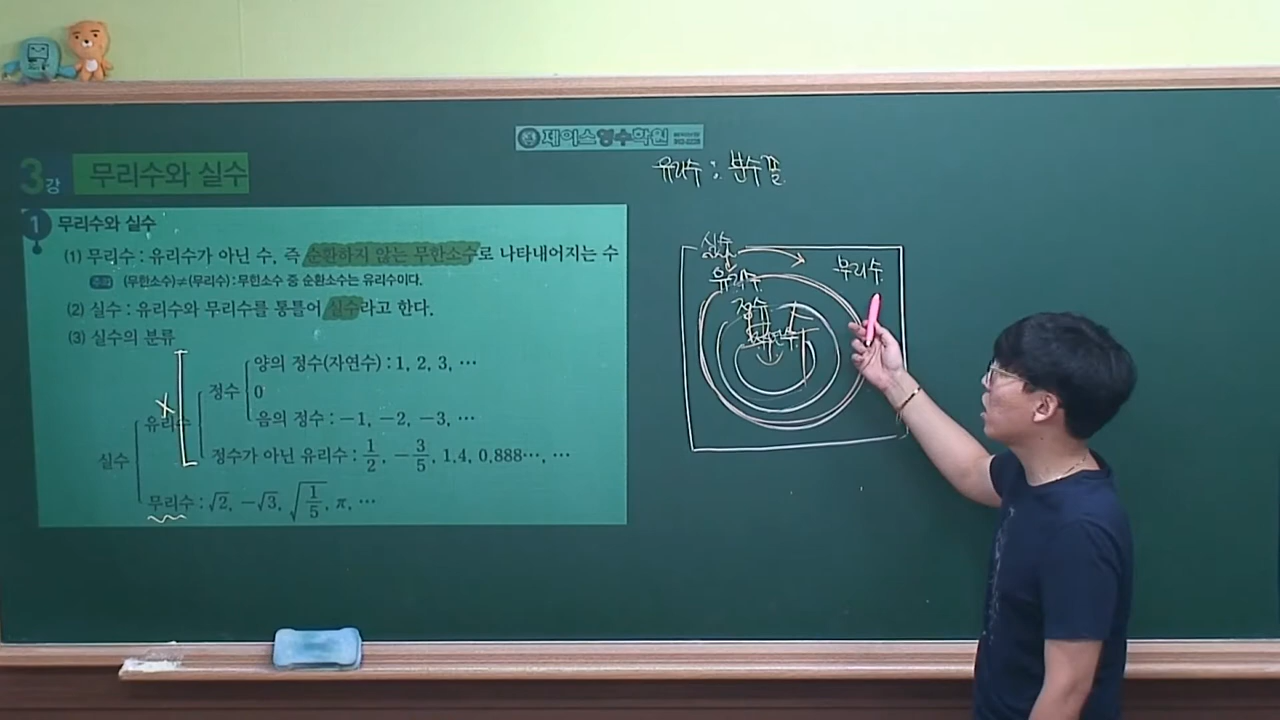 제이스영수학원
3강 무리수와 실수
1 무리수와 실수
(1) 무리수 : 유리수가 아닌 수, 즉 순환하지 않는 무한소수로 나타내어지는 수
(무한소수)≠(무리수) : 무한소수 중 순환소수는 유리수이다.
(2) 실수 : 유리수와 무리수를 통틀어 실수라고 한다.
(3) 실수의 분류
양의 정수(자연수) : 1, 2, 3, …
정수
0
음의 정수 : −1, −2, −3, …
유리수
정수가 아닌 유리수 : 1/2, −3/5, 1.4, 0.888…, …
실수
무리수 : √2, −√3, √(1/5), π, …
X
유리수 : 분수꼴
실수
무리수
유리수
정수
자연수